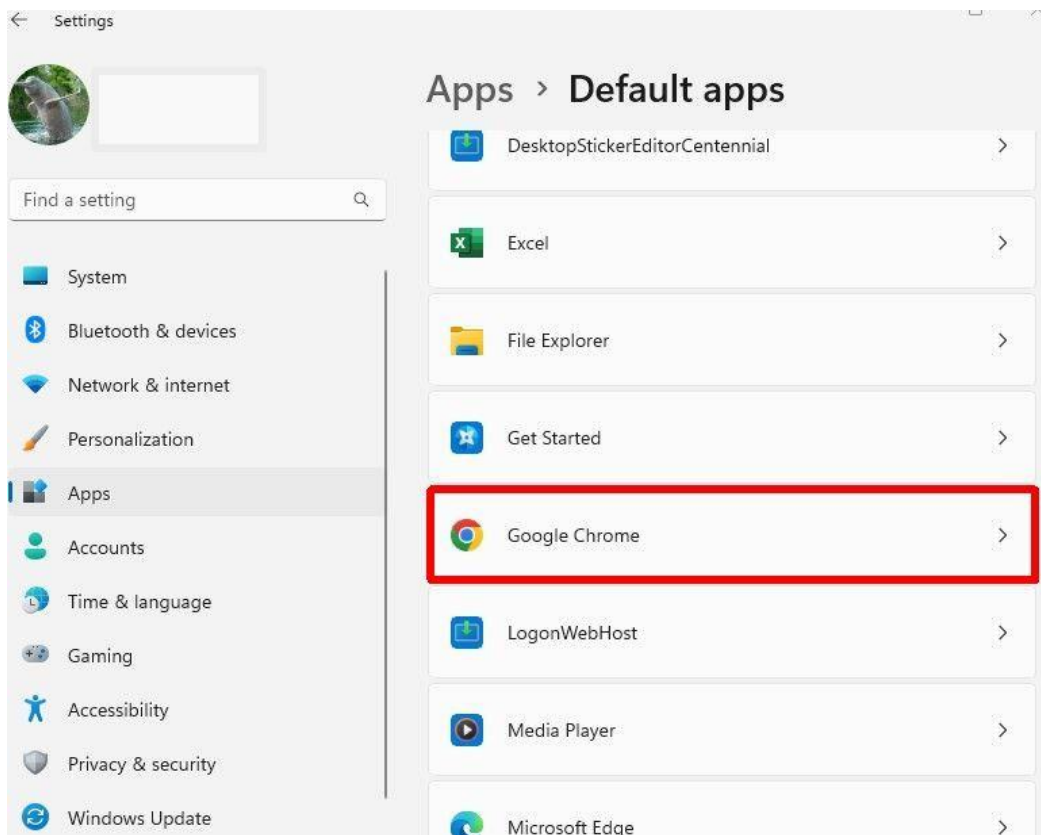 Settings
Apps > Default apps
Find a setting
System
Bluetooth & devices
Network & internet
Personalization
Apps
Accounts
Time & language
Gaming
Accessibility
Privacy & security
Windows Update
DesktopStickerEditorCentennial
Excel
File Explorer
Get Started
Google Chrome
LogonWebHost
Media Player
Microsoft Edge